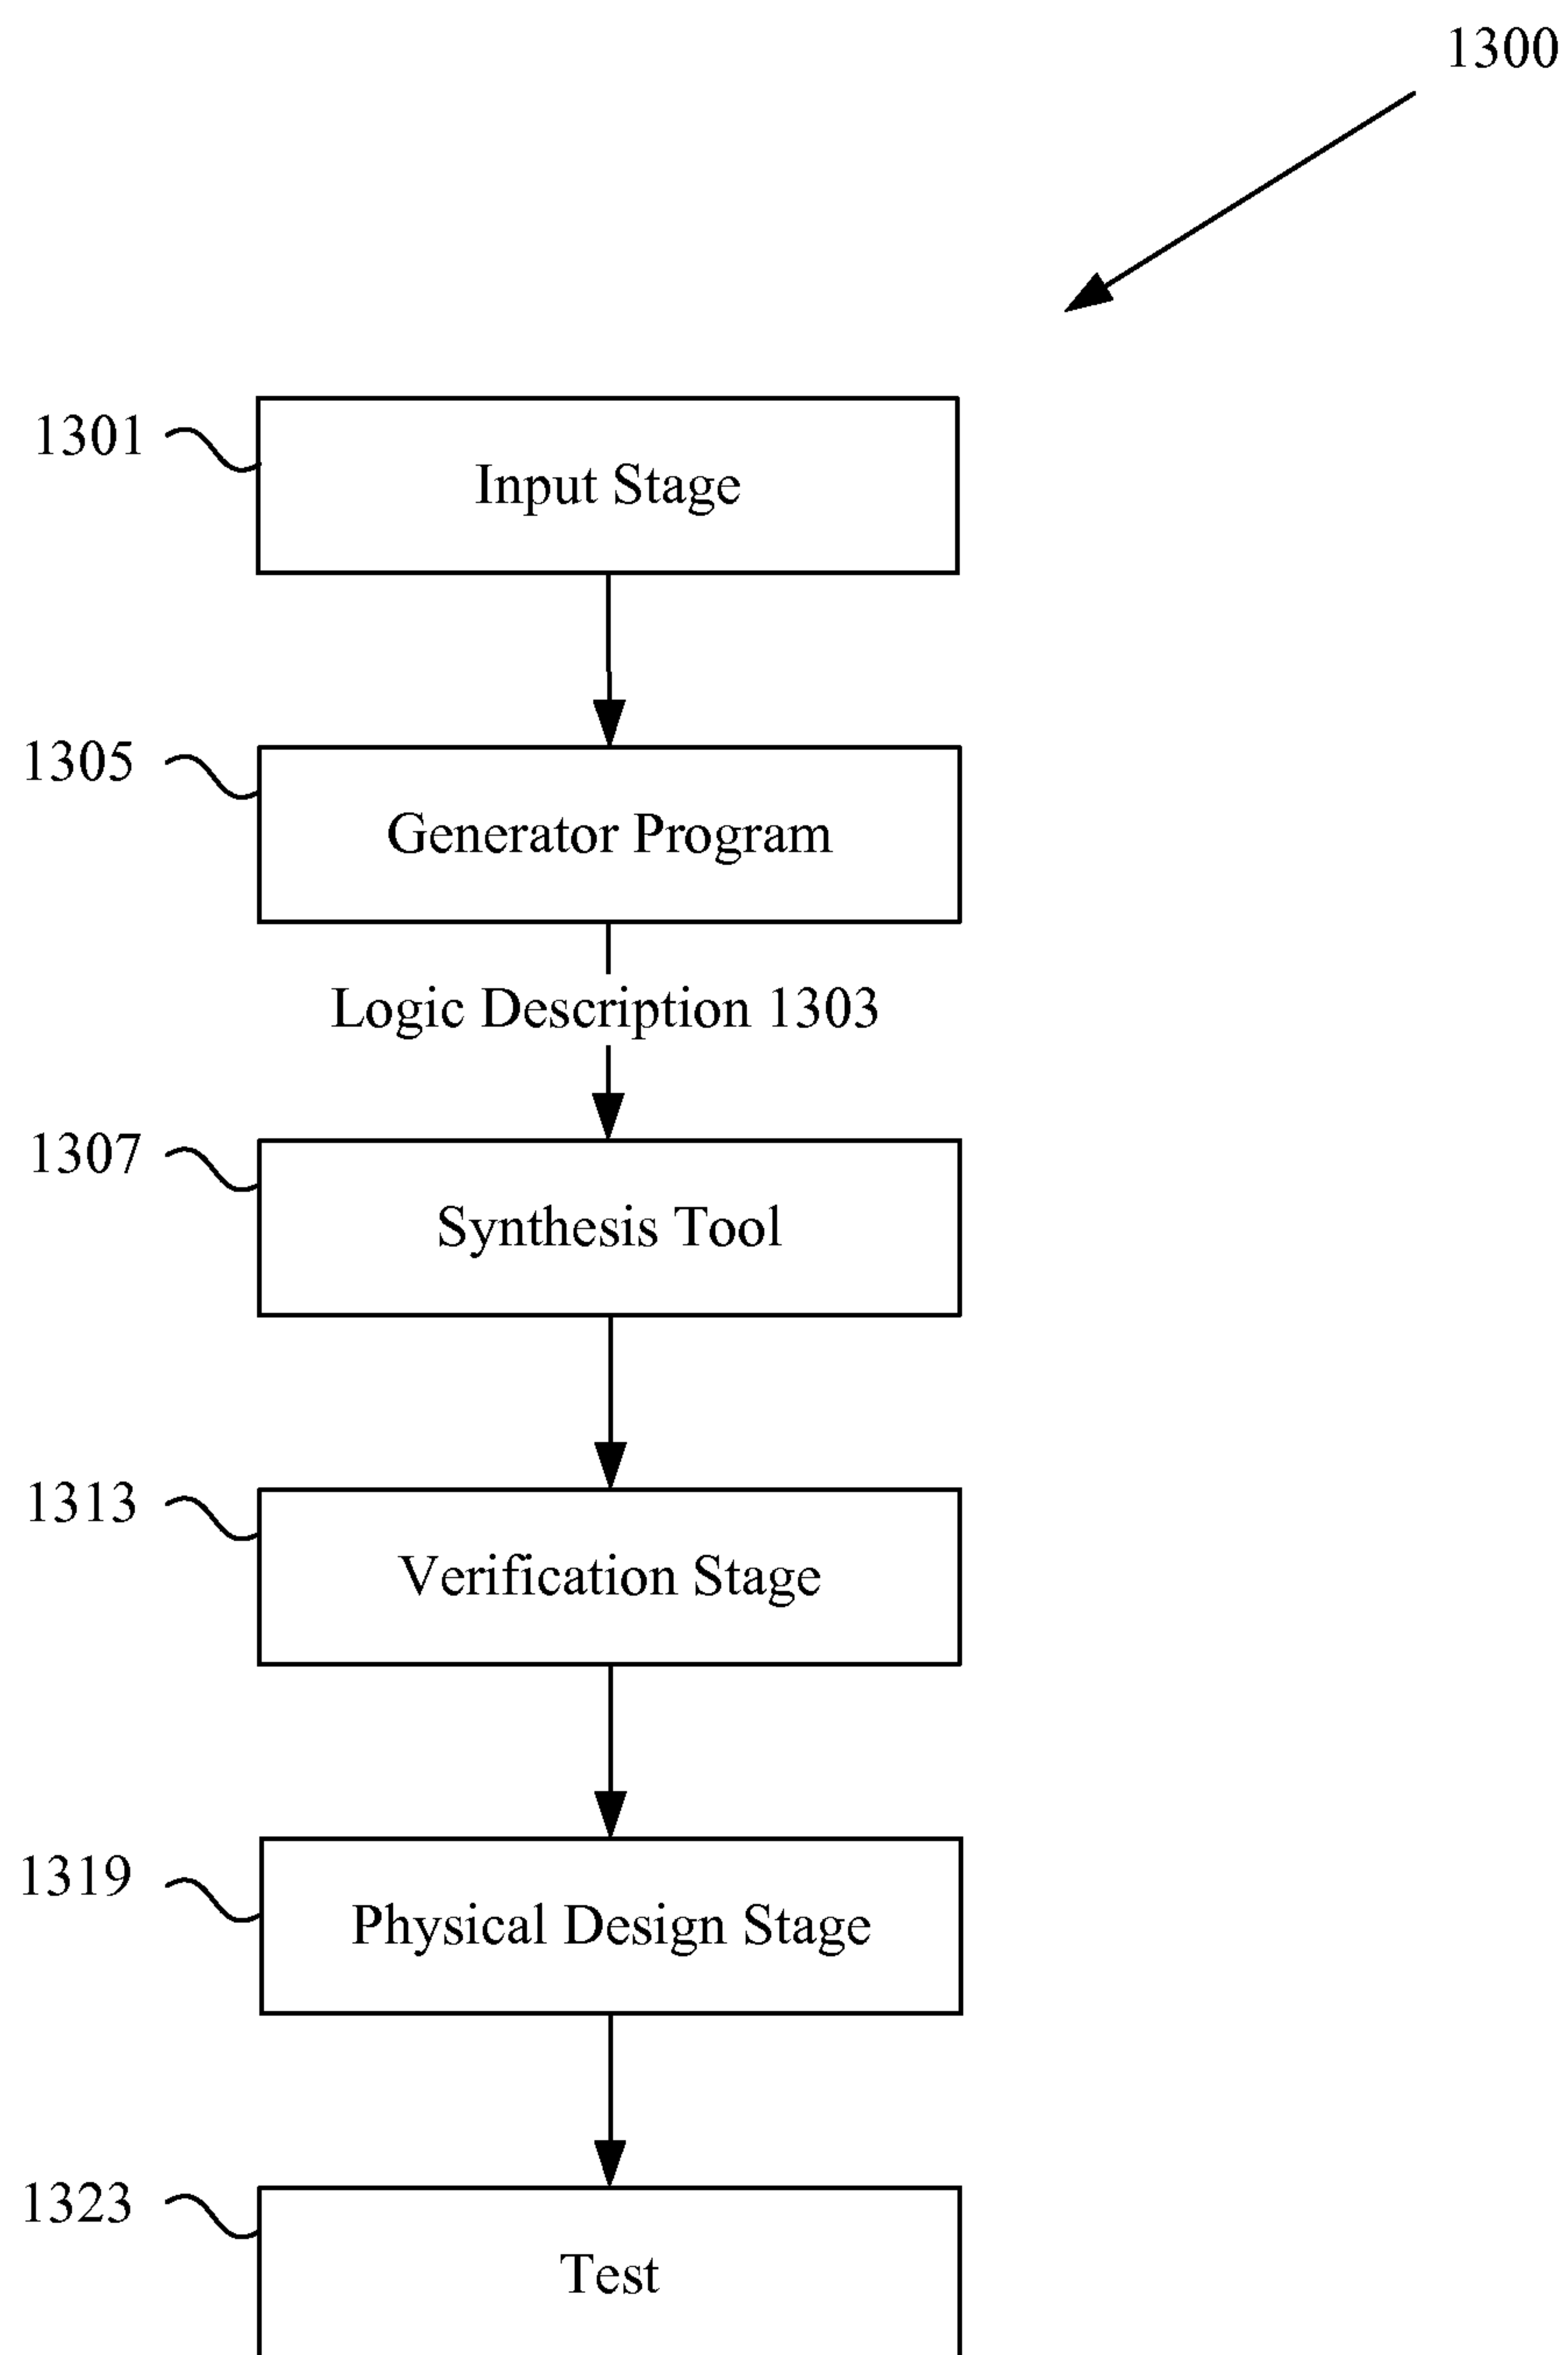 1300
1301
Input Stage
1305
Generator Program
Logic Description 1303
1307
Synthesis Tool
1313
Verification Stage
1319
Physical Design Stage
1323
Test